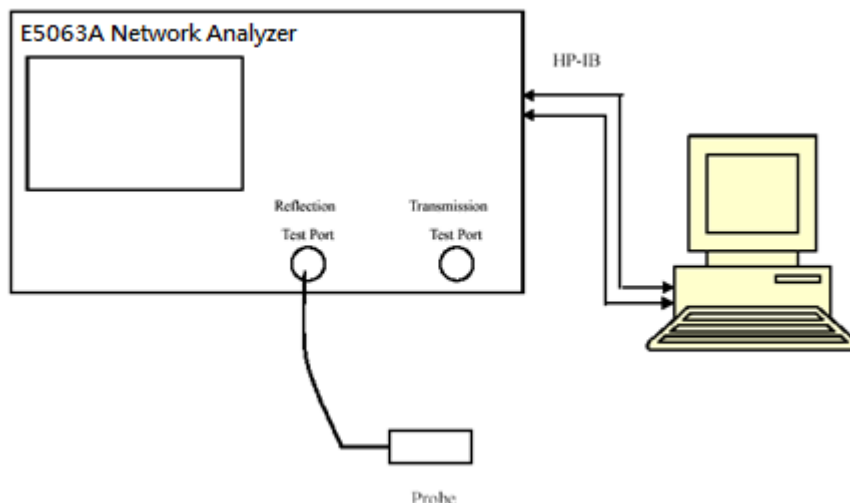 E5063A Network Analyzer
HP-IB
Reflection
Test Port
Transmission
Test Port
Probe